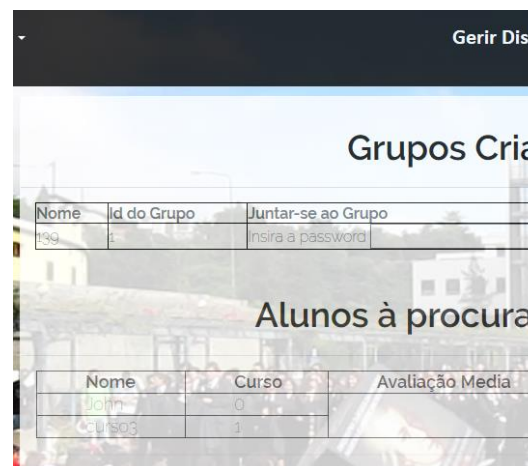 Gerir Dis
Grupos Cria
Nome Id do Grupo Juntar-se ao Grupo
139 1 Insira a password
Alunos à procura
Nome Curso Avaliação Media
John 0
curso3 1